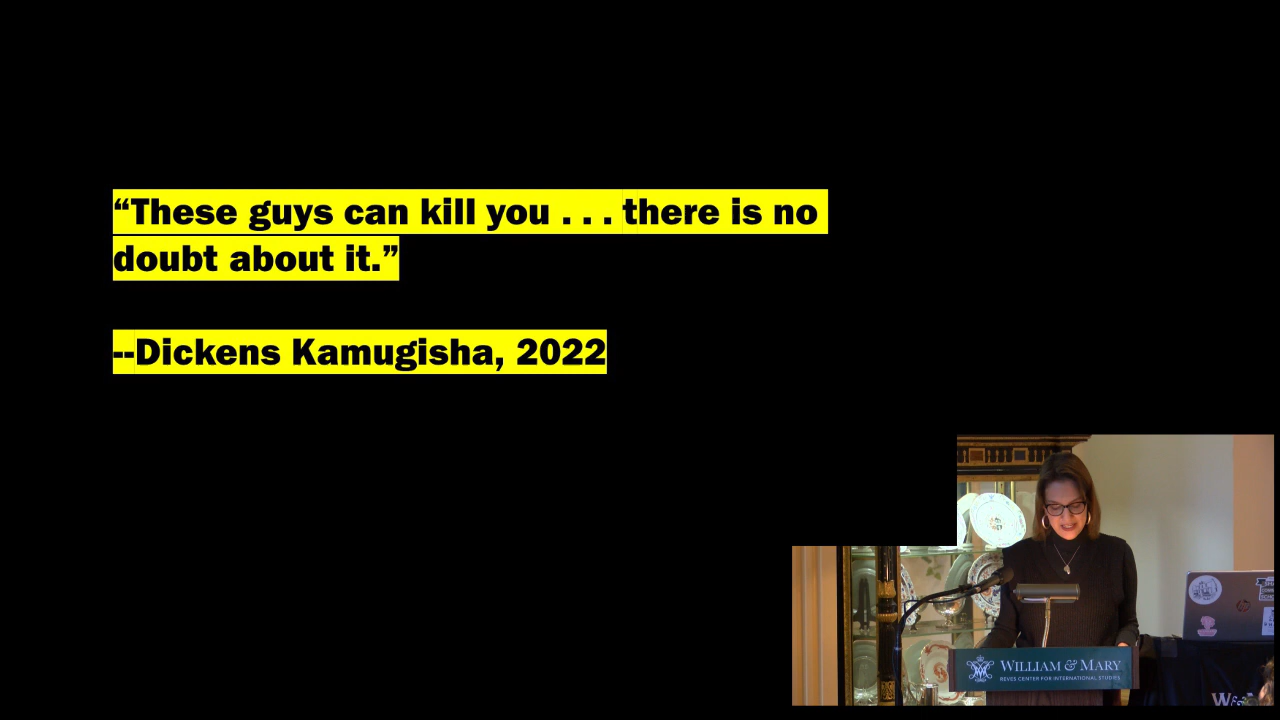 “These guys can kill you . . . there is no
doubt about it.”
--Dickens Kamugisha, 2022
WILLIAM & MARY
REVES CENTER FOR INTERNATIONAL STUDIES